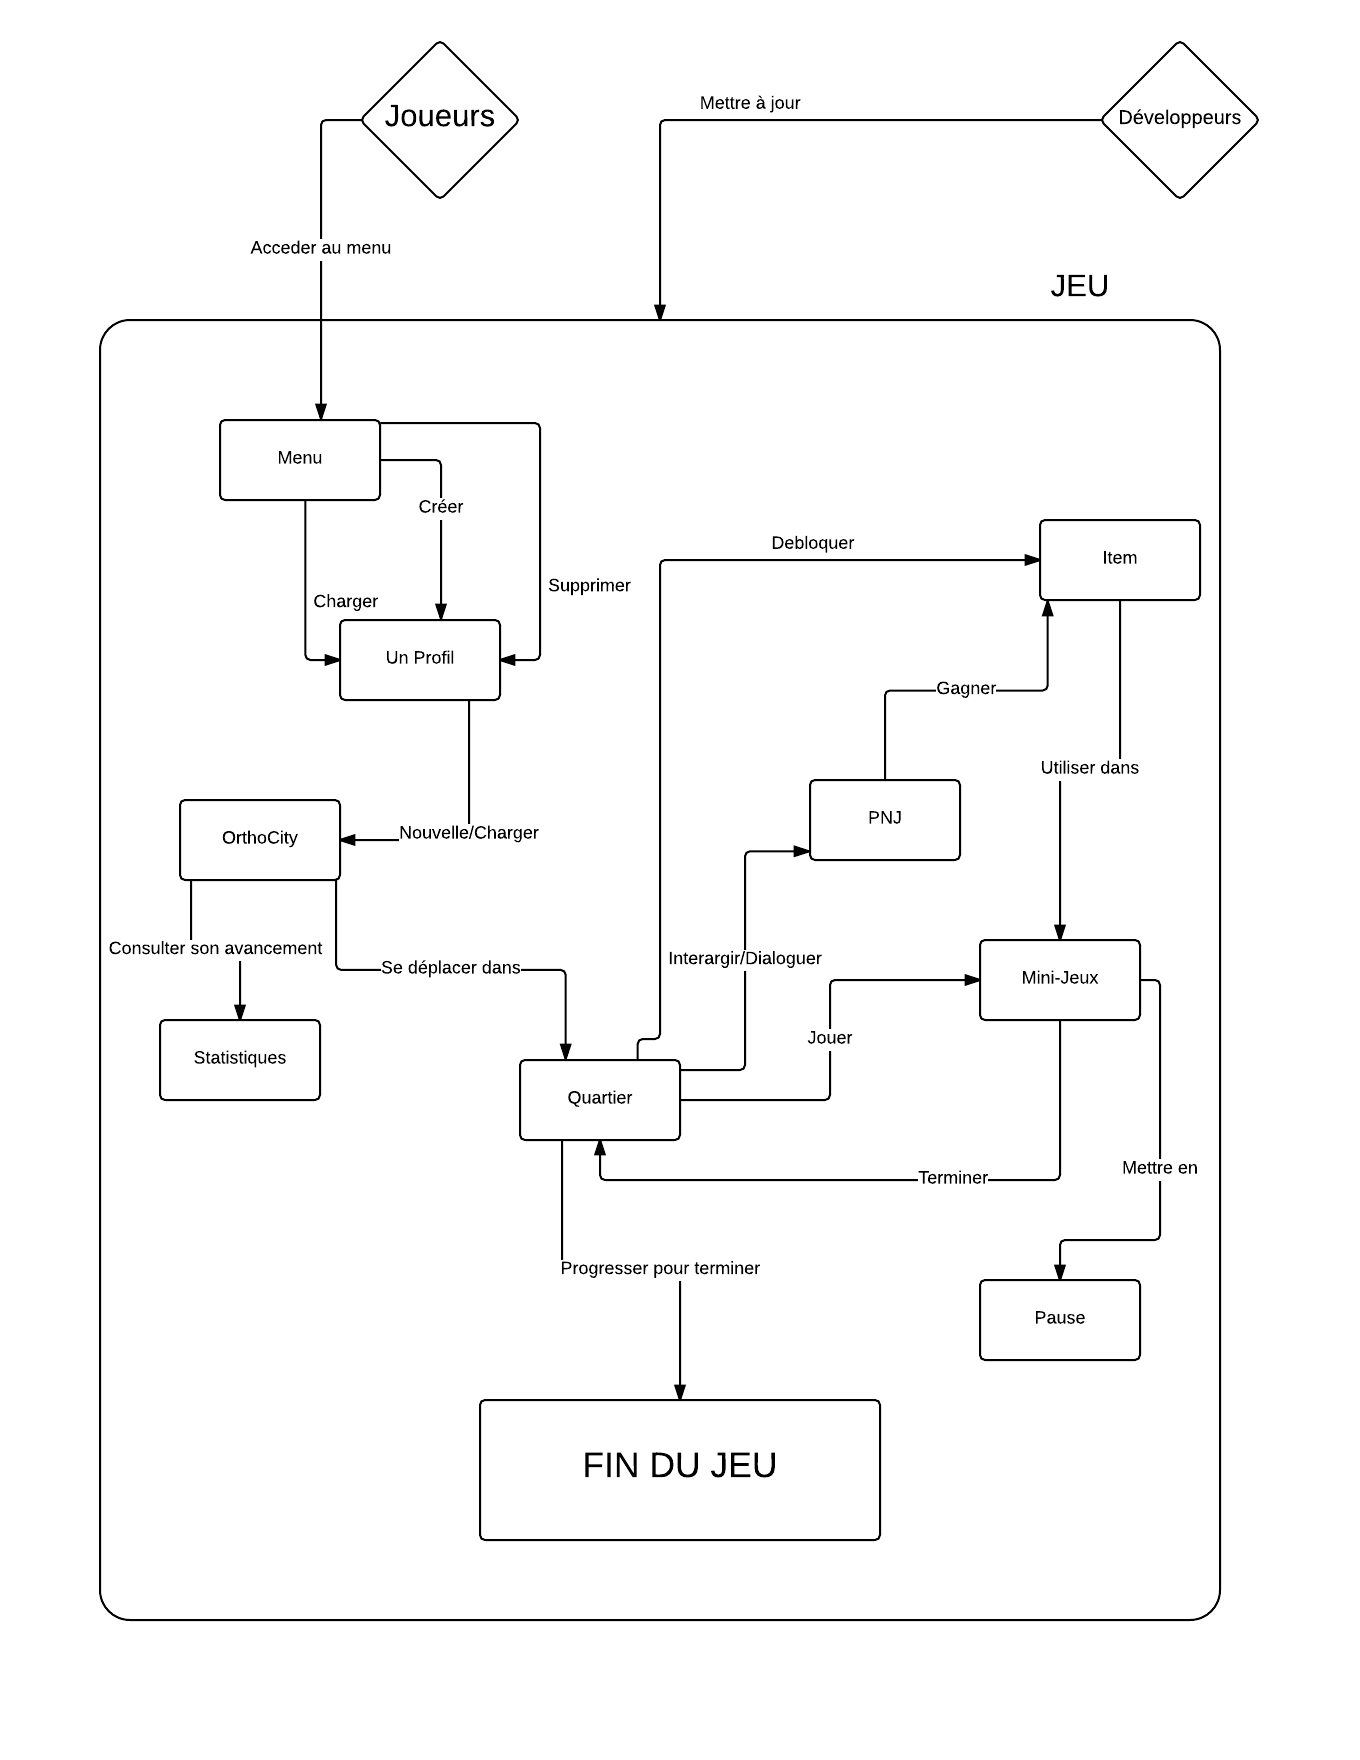 Joueurs
Mettre à jour
Développeurs
Acceder au menu
JEU
Menu
Créer
Supprimer
Charger
Un Profil
Debloquer
Item
Gagner
Utiliser dans
PNJ
OrthoCity
Nouvelle/Charger
Consulter son avancement
Se déplacer dans
Interargir/Dialoguer
Mini-Jeux
Jouer
Statistiques
Quartier
Terminer
Mettre en
Progresser pour terminer
Pause
FIN DU JEU